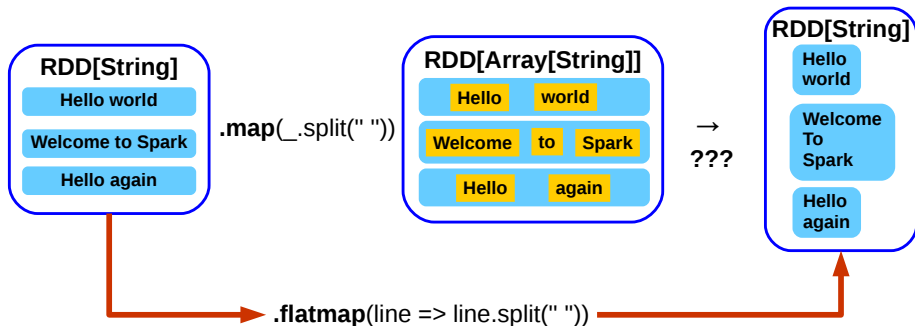 RDD[String]
Hello world
Welcome to Spark
Hello again
.map(_.split(" "))
RDD[Array[String]]
Hello world
Welcome to Spark
Hello again
→
???
RDD[String]
Hello
world
Welcome
To
Spark
Hello
again
.flatmap(line => line.split(" "))